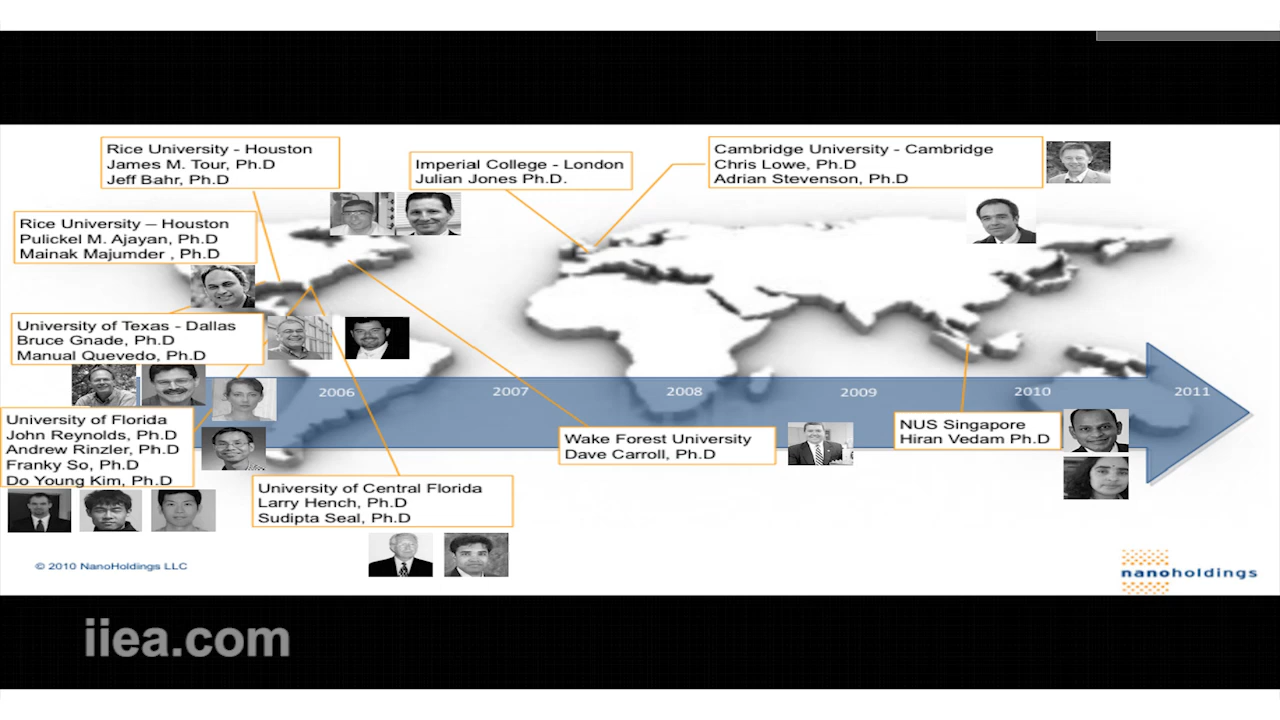 Rice University - Houston
James M. Tour, Ph.D
Jeff Bahr, Ph.D
Imperial College - London
Julian Jones Ph.D.
Cambridge University - Cambridge
Chris Lowe, Ph.D
Adrian Stevenson, Ph.D
Rice University – Houston
Pulickel M. Ajayan, Ph.D
Mainak Majumder , Ph.D
University of Texas - Dallas
Bruce Gnade, Ph.D
Manual Quevedo, Ph.D
2006
2007
2008
2009
2010
2011
University of Florida
John Reynolds, Ph.D
Andrew Rinzler, Ph.D
Franky So, Ph.D
Do Young Kim, Ph.D
Wake Forest University
Dave Carroll, Ph.D
NUS Singapore
Hiran Vedam Ph.D
University of Central Florida
Larry Hench, Ph.D
Sudipta Seal, Ph.D
© 2010 NanoHoldings LLC
nanoholdings
iiea.com